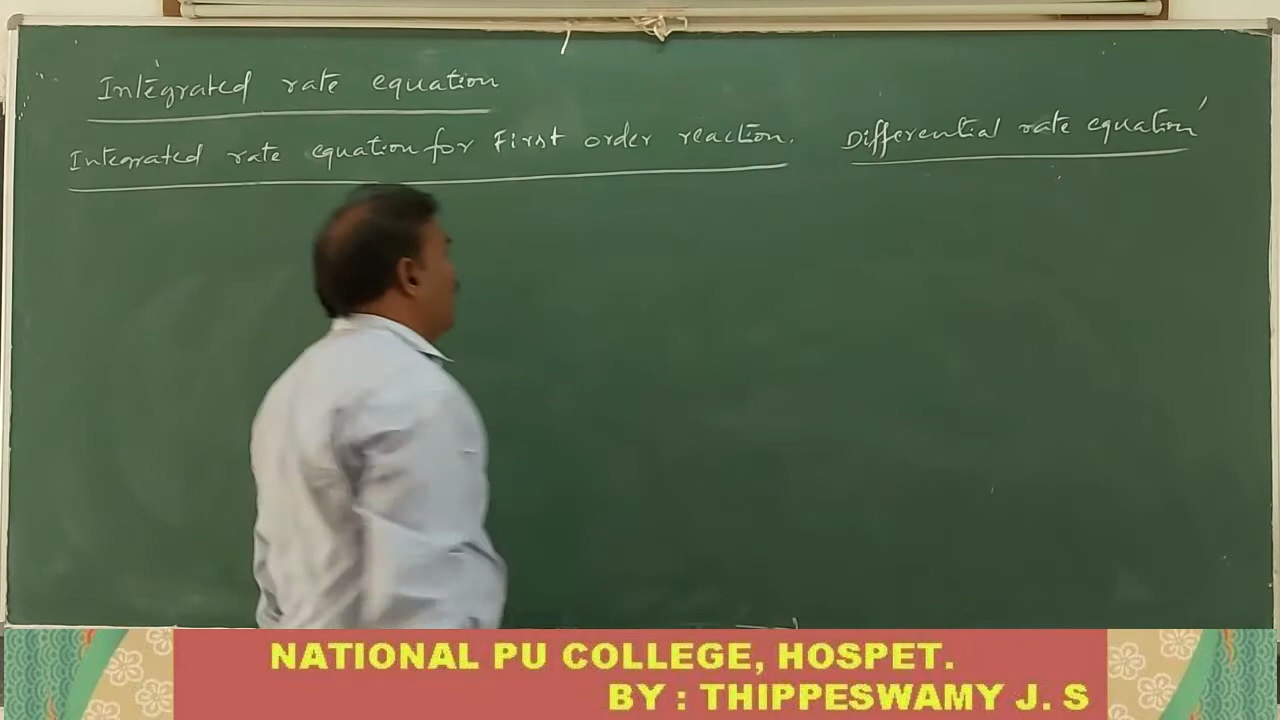 Integrated rate equation
Integrated rate equation for First order reaction.
Differential rate equation
NATIONAL PU COLLEGE, HOSPET.
BY : THIPPESWAMY J. S